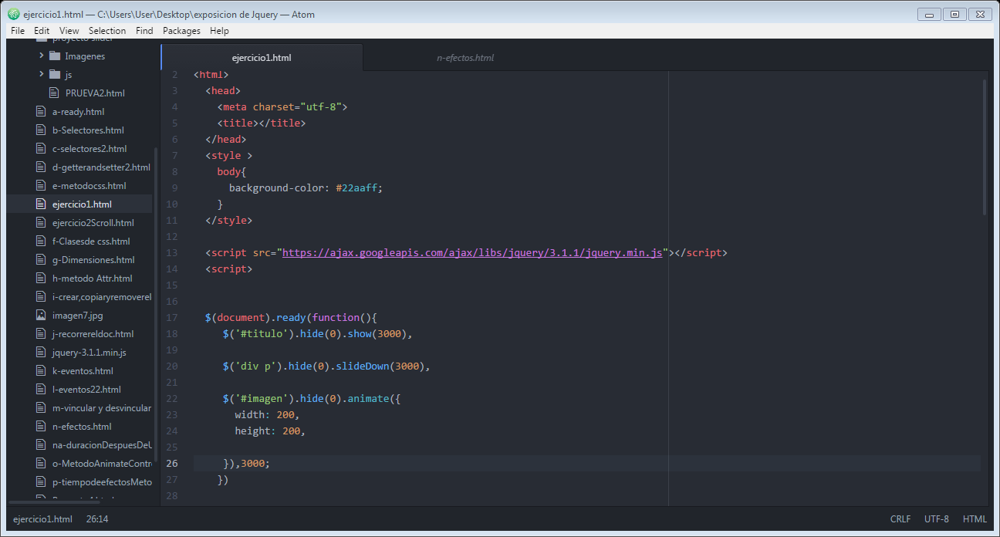 ejercicio1.html — C:\Users\User\Desktop\exposicion de Jquery — Atom
File Edit View Selection Find Packages Help
proyecto slider
Imagenes
js
PRUEVA2.html
a-ready.html
b-Selectores.html
c-selectores2.html
d-getterandsetter2.html
e-metodocss.html
ejercicio1.html
ejercicio2Scroll.html
f-Clasesde css.html
g-Dimensiones.html
h-metodo Attr.html
i-crear,copiaryremoverel
imagen7.jpg
j-recorrereldoc.html
jquery-3.1.1.min.js
k-eventos.html
l-eventos22.html
m-vincular y desvincular
n-efectos.html
na-duracionDespuesDeU
o-MetodoAnimateContr
p-tiempodeefectosMeto
ejercicio1.html n-efectos.html
2 <html>
3 <head>
4 <meta charset="utf-8">
5 <title></title>
6 </head>
7 <style >
8 body{
9 background-color: #22aaff;
10 }
11 </style>
12
13 <script src="https://ajax.googleapis.com/ajax/libs/jquery/3.1.1/jquery.min.js"></script>
14 <script>
15
16
17 $(document).ready(function(){
18 $('#titulo').hide(0).show(3000),
19
20 $('div p').hide(0).slideDown(3000),
21
22 $('#imagen').hide(0).animate({
23 width: 200,
24 height: 200,
25
26 }),3000;
27 })
28
ejercicio1.html 26:14 CRLF UTF-8 HTML